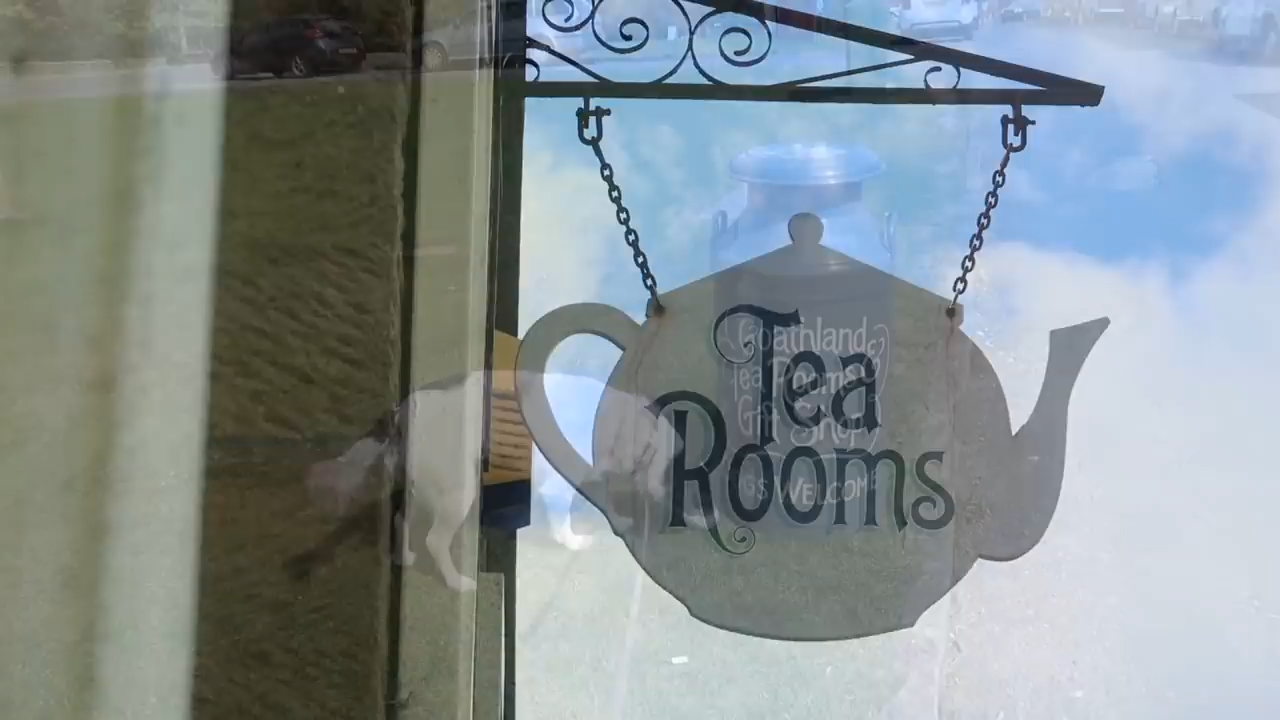 Tea
Rooms
Goathland
Tea Rooms &
Gift Shop
WELCOME